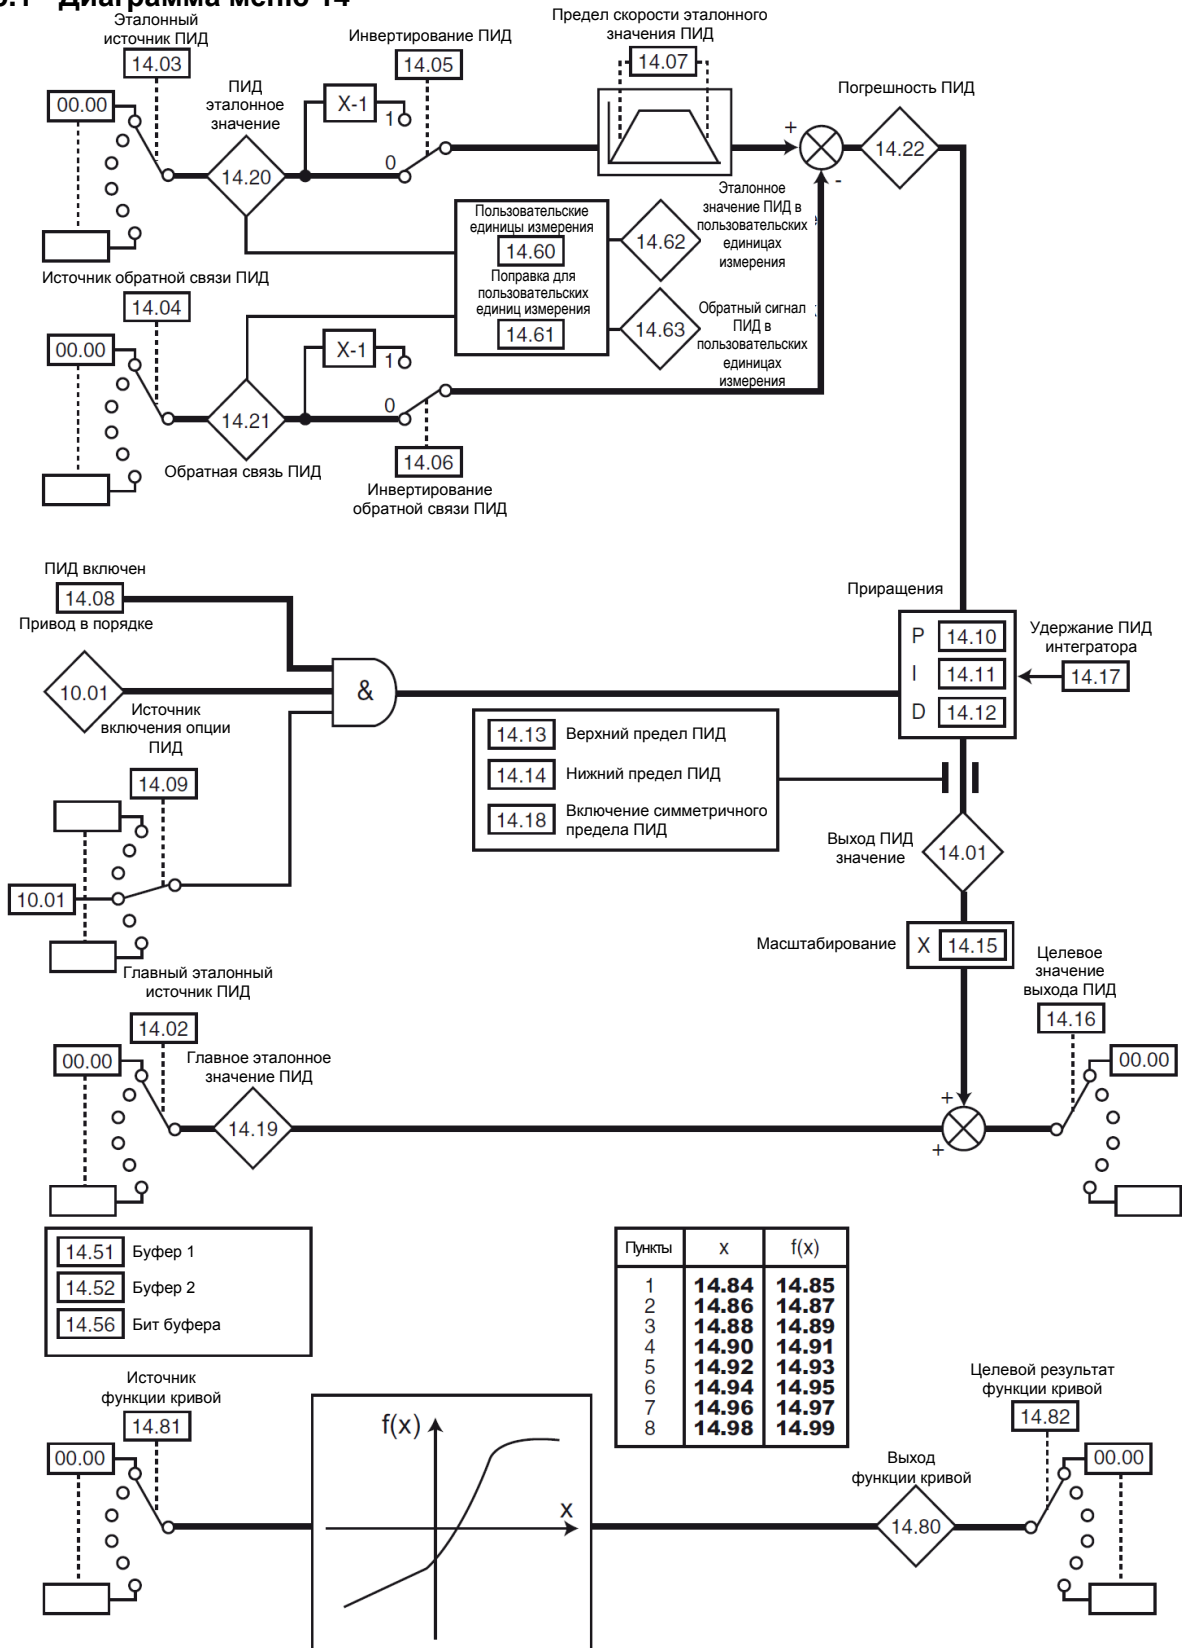 Диаграмма меню 14
Эталонный
источник ПИД
14.03
00.00
ПИД
эталонное
значение
14.20
Инвертирование ПИД
14.05
X-1
1
0
Предел скорости эталонного
значения ПИД
14.07
+
-
Погрешность ПИД
14.22
Пользовательские
единицы измерения
14.60
Поправка для
пользовательских
единиц измерения
14.61
14.62
Эталонное
значение ПИД в
пользовательских
единицах
измерения
14.63
Обратный сигнал
ПИД в
пользовательских
единицах
измерения
Источник обратной связи ПИД
14.04
00.00
14.21
Обратная связь ПИД
X-1
1
0
14.06
Инвертирование
обратной связи ПИД
ПИД включен
14.08
Привод в порядке
10.01
&
Источник
включения опции
ПИД
14.09
10.01
Приращения
P 14.10
I 14.11
D 14.12
Удержание ПИД
интегратора
14.17
14.13 Верхний предел ПИД
14.14 Нижний предел ПИД
14.18 Включение симметричного
предела ПИД
Выход ПИД
значение
14.01
Масштабирование
X 14.15
Целевое
значение
выхода ПИД
14.16
00.00
Главный эталонный
источник ПИД
14.02
00.00
Главное эталонное
значение ПИД
14.19
+
+
14.51 Буфер 1
14.52 Буфер 2
14.56 Бит буфера
Пункты x f(x)
1 14.84 14.85
2 14.86 14.87
3 14.88 14.89
4 14.90 14.91
5 14.92 14.93
6 14.94 14.95
7 14.96 14.97
8 14.98 14.99
Источник
функции кривой
14.81
00.00
f(x)
x
Выход
функции кривой
14.80
Целевой результат
функции кривой
14.82
00.00